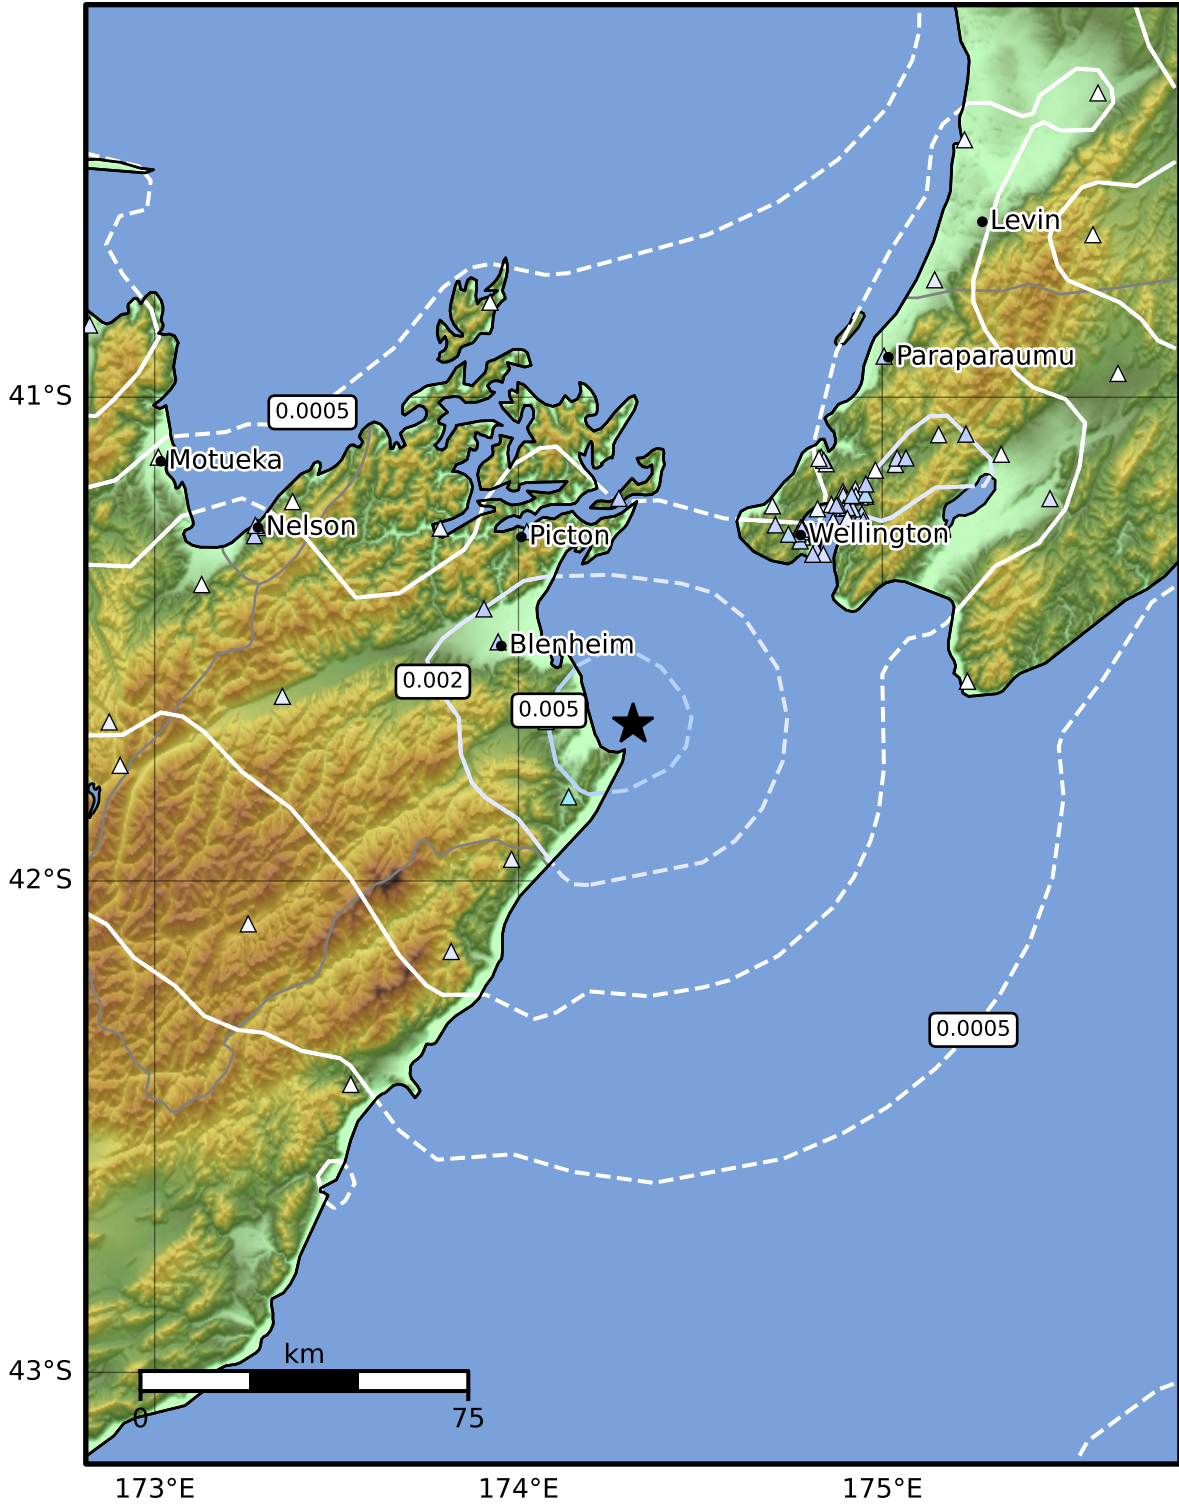 Levin
Paraparaumu
41°S
0.0005
Motueka
Nelson
Picton
Wellington
Blenheim
0.002
0.005
42°S
0.0005
km
43°S
0
75
173°E
174°E
175°E